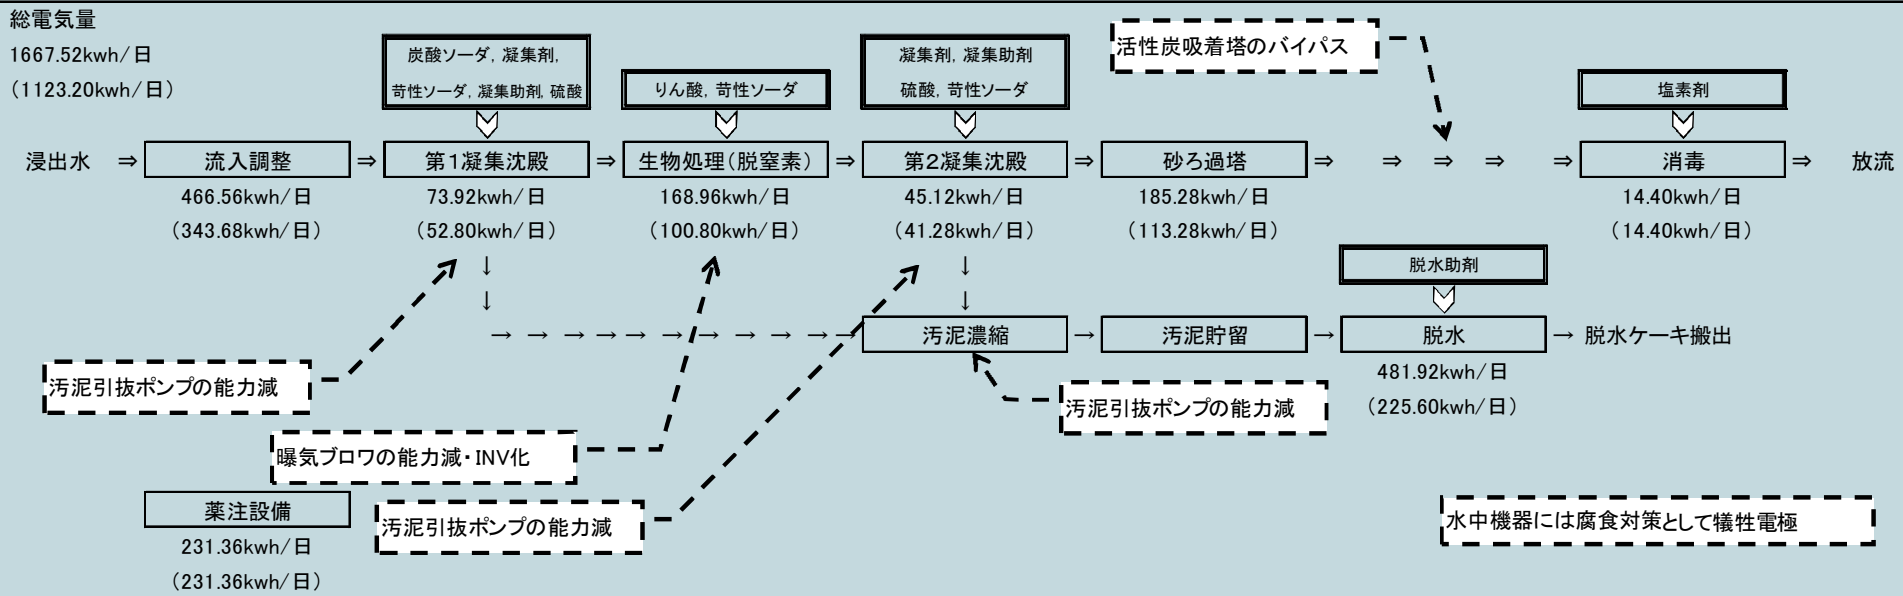 総電気量
1667.52kwh/日
(1123.20kwh/日)
炭酸ソーダ, 凝集剤,
苛性ソーダ, 凝集助剤, 硫酸
りん酸, 苛性ソーダ
凝集剤, 凝集助剤
硫酸, 苛性ソーダ
活性炭吸着塔のバイパス
塩素剤
浸出水 ⇒ 流入調整 ⇒ 第1凝集沈殿 ⇒ 生物処理(脱窒素) ⇒ 第2凝集沈殿 ⇒ 砂ろ過塔 ⇒ ⇒ ⇒ ⇒ ⇒ 消毒 ⇒ 放流
466.56kwh/日 73.92kwh/日 168.96kwh/日 45.12kwh/日 185.28kwh/日 14.40kwh/日
(343.68kwh/日) (52.80kwh/日) (100.80kwh/日) (41.28kwh/日) (113.28kwh/日) (14.40kwh/日)
↓ ↓
脱水助剤
↓ ↓
→ → → → → → → → → → 汚泥濃縮 → 汚泥貯留 → 脱水 → 脱水ケーキ搬出
481.92kwh/日
(225.60kwh/日)
汚泥引抜ポンプの能力減
汚泥引抜ポンプの能力減
曝気ブロワの能力減・INV化
薬注設備
231.36kwh/日
(231.36kwh/日)
汚泥引抜ポンプの能力減
水中機器には腐食対策として犠牲電極